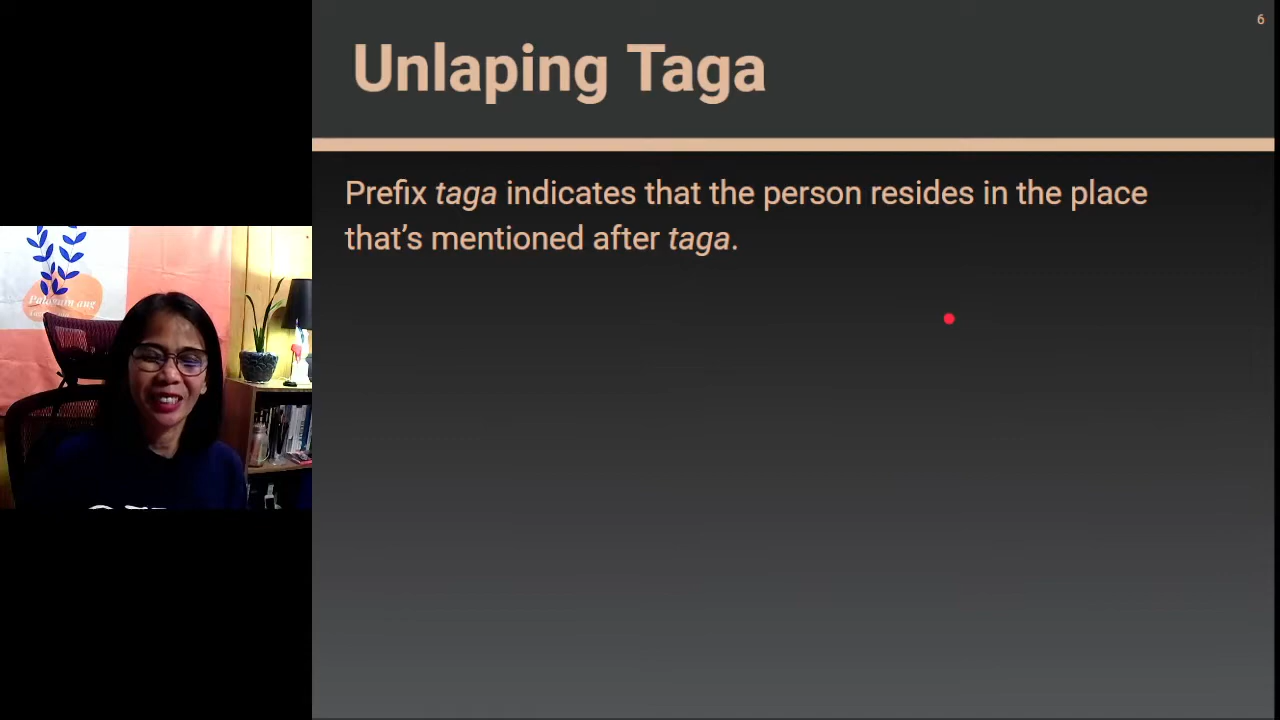 6
Unlaping Taga
Prefix taga indicates that the person resides in the place
that's mentioned after taga.